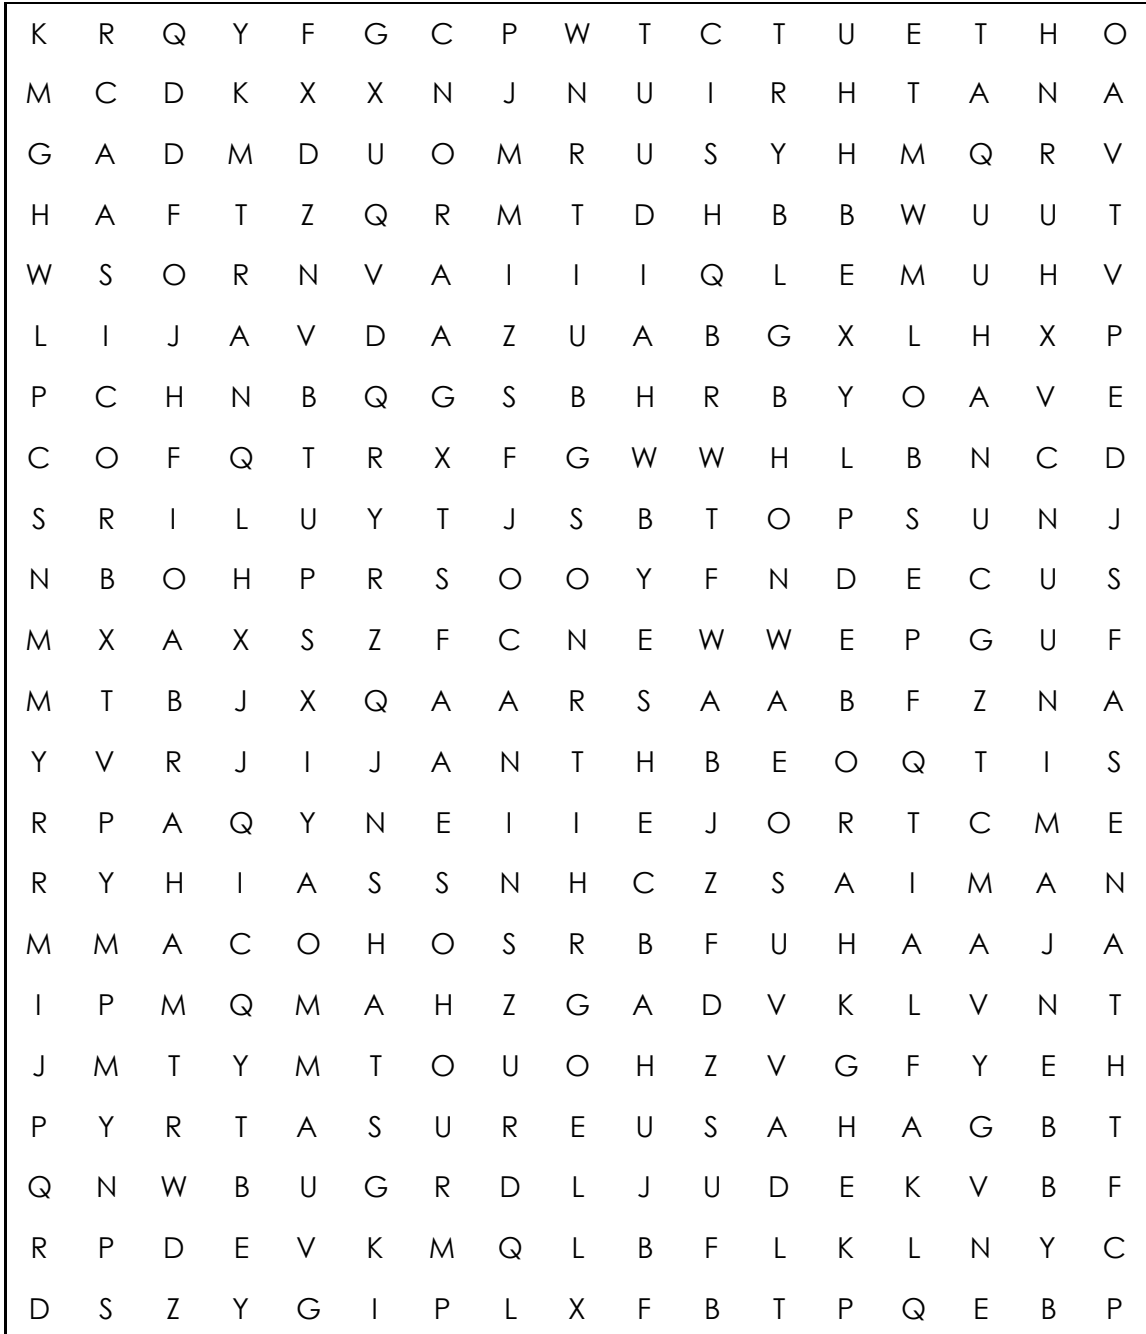 K R Q Y F G C P W T C T U E T H O
M C D K X X N J N U I R H T A N A
G A D M D U O M R U S Y H M Q R V
H A F T Z Q R M T D H B B W U U T
W S O R N V A I I I Q L E M U H V
L I J A V D A Z U A B G X L H X P
P C H N B Q G S B H R B Y O A V E
C O F Q T R X F G W W H L B N C D
S R I L U Y T J S B T O P S U N J
N B O H P R S O O Y F N D E C U S
M X A X S Z F C N E W W E P G U F
M T B J X Q A A R S A A B F Z N A
Y V R J I J A N T H B E O Q T I S
R P A Q Y N E I I E J O R T C M E
R Y H I A S S N H C Z S A I M A N
M M A C O H O S R B F U H A A J A
I P M Q M A H Z G A D V K L V N T
J M T Y M T O U O H Z V G F Y E H
P Y R T A S U R E U S A H A G B T
Q N W B U G R D L J U D E K V B F
R P D E V K M Q L B F L K L N Y C
D S Z Y G I P L X F B T P Q E B P